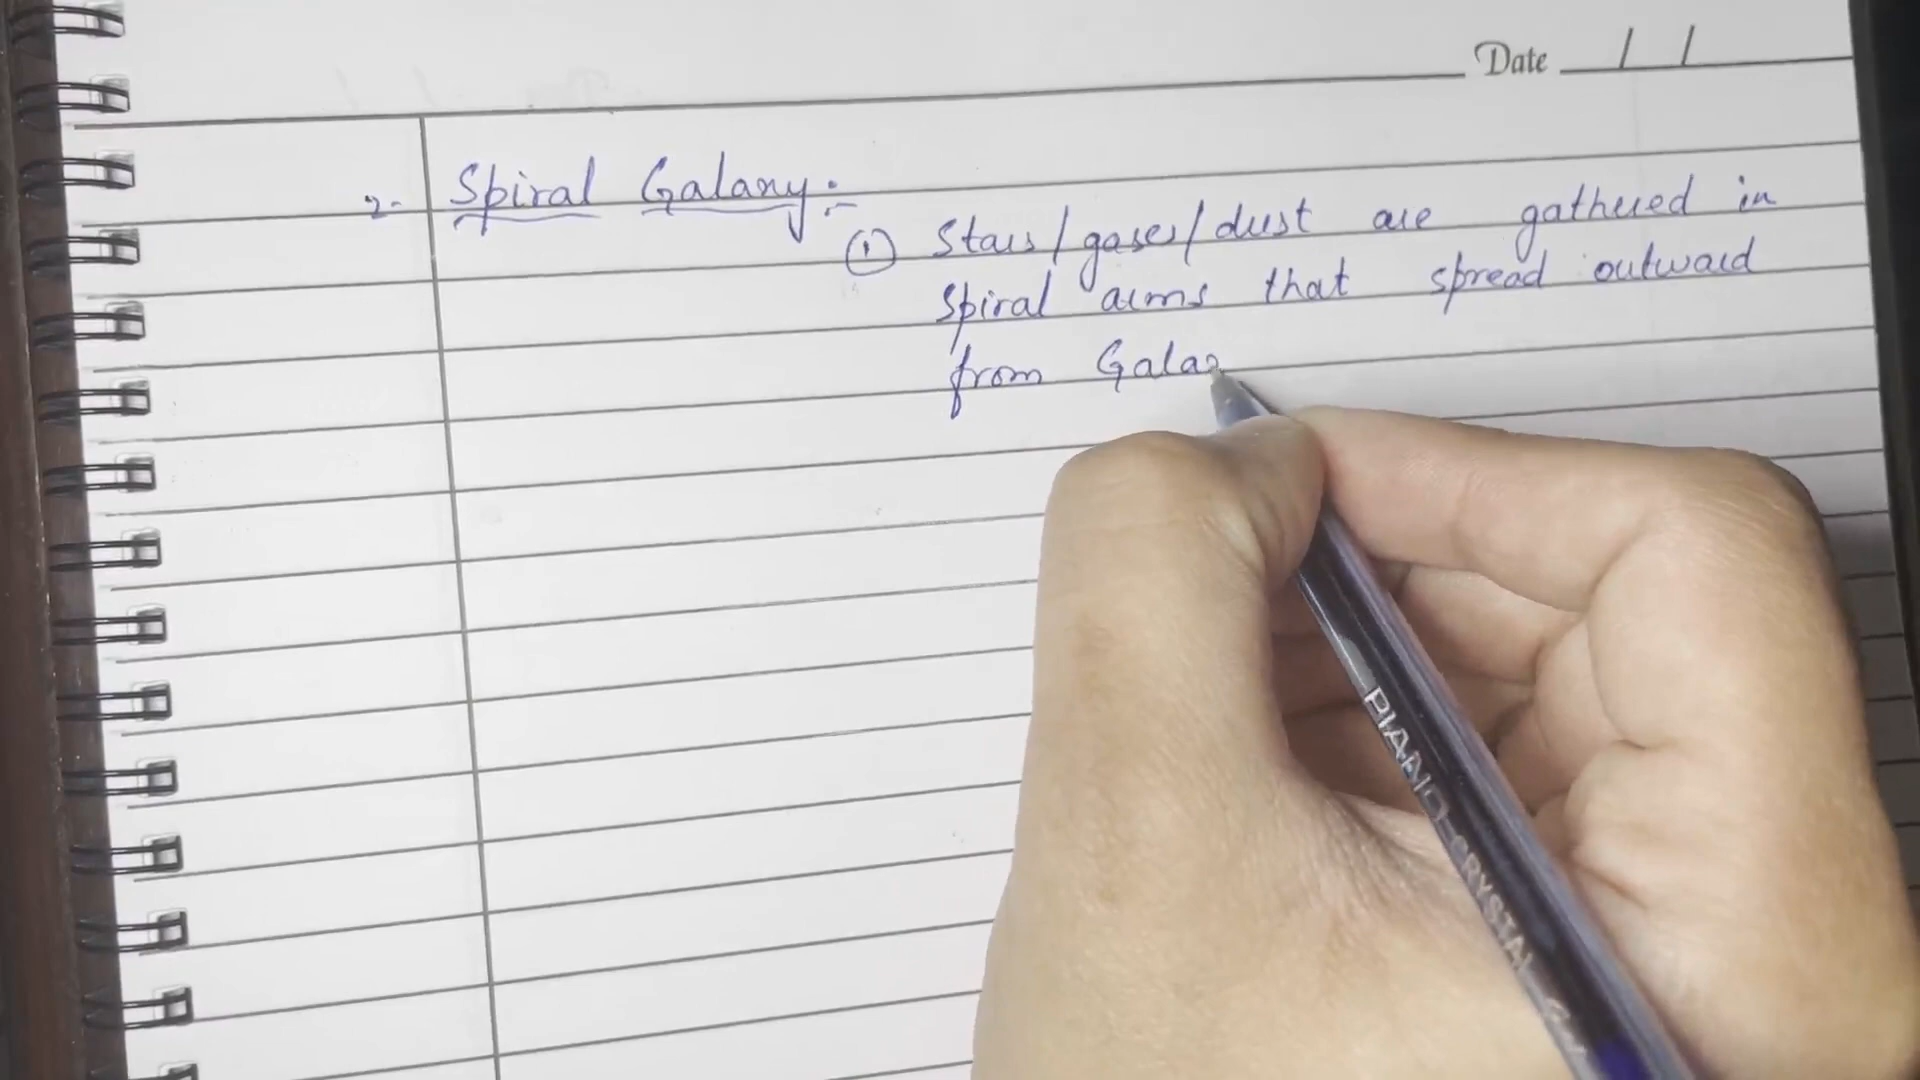 Date / /
2- Spiral Galaxy:-
① Stars/gases/dust are gathered in
Spiral arms that spread outward
from Gala
PIANO CRYSTAL